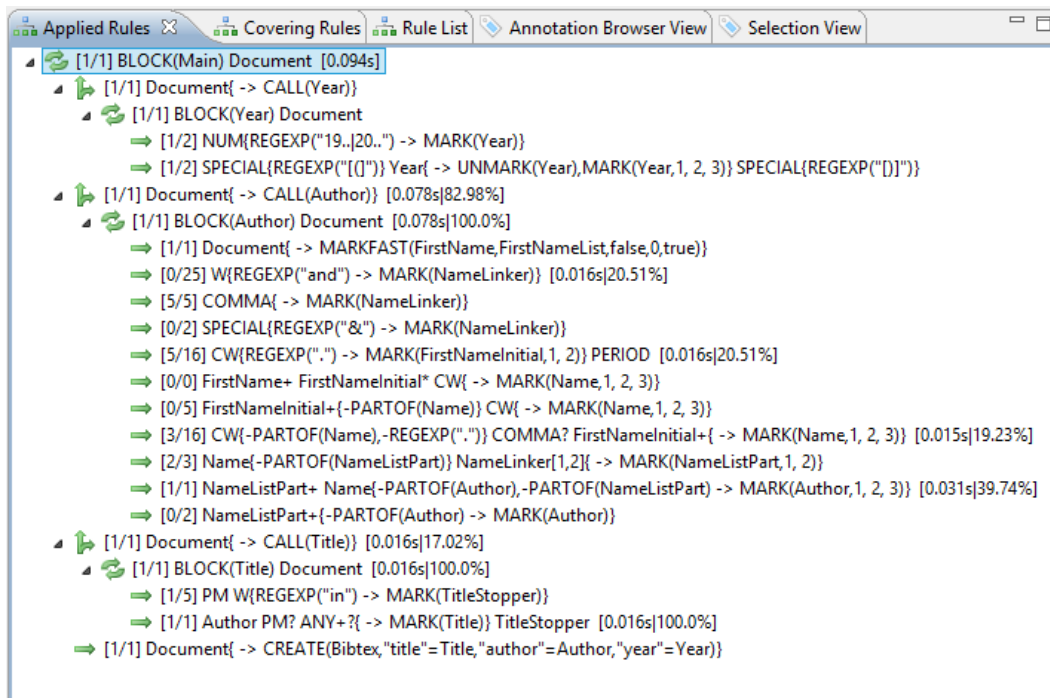 Applied Rules Covering Rules Rule List Annotation Browser View Selection View
[1/1] BLOCK(Main) Document [0.094s]
[1/1] Document{ -> CALL(Year)}
[1/1] BLOCK(Year) Document
[1/2] NUM{REGEXP("19..|20..") -> MARK(Year)}
[1/2] SPECIAL{REGEXP("[(]")} Year{ -> UNMARK(Year),MARK(Year,1, 2, 3)} SPECIAL{REGEXP("[)]")}
[1/1] Document{ -> CALL(Author)} [0.078s|82.98%]
[1/1] BLOCK(Author) Document [0.078s|100.0%]
[1/1] Document{ -> MARKFAST(FirstName,FirstNameList,false,0,true)}
[0/25] W{REGEXP("and") -> MARK(NameLinker)} [0.016s|20.51%]
[5/5] COMMA{ -> MARK(NameLinker)}
[0/2] SPECIAL{REGEXP("&") -> MARK(NameLinker)}
[5/16] CW{REGEXP(".") -> MARK(FirstNameInitial,1, 2)} PERIOD [0.016s|20.51%]
[0/0] FirstName+ FirstNameInitial* CW{ -> MARK(Name,1, 2, 3)}
[0/5] FirstNameInitial+{-PARTOF(Name)} CW{ -> MARK(Name,1, 2, 3)}
[3/16] CW{-PARTOF(Name),-REGEXP(".")} COMMA? FirstNameInitial+{ -> MARK(Name,1, 2, 3)} [0.015s|19.23%]
[2/3] Name{-PARTOF(NameListPart)} NameLinker[1,2]{ -> MARK(NameListPart,1, 2)}
[1/1] NameListPart+ Name{-PARTOF(Author),-PARTOF(NameListPart) -> MARK(Author,1, 2, 3)} [0.031s|39.74%]
[0/2] NameListPart+{-PARTOF(Author) -> MARK(Author)}
[1/1] Document{ -> CALL(Title)} [0.016s|17.02%]
[1/1] BLOCK(Title) Document [0.016s|100.0%]
[1/5] PM W{REGEXP("in") -> MARK(TitleStopper)}
[1/1] Author PM? ANY+?{ -> MARK(Title)} TitleStopper [0.016s|100.0%]
[1/1] Document{ -> CREATE(Bibtex,"title"=Title,"author"=Author,"year"=Year)}